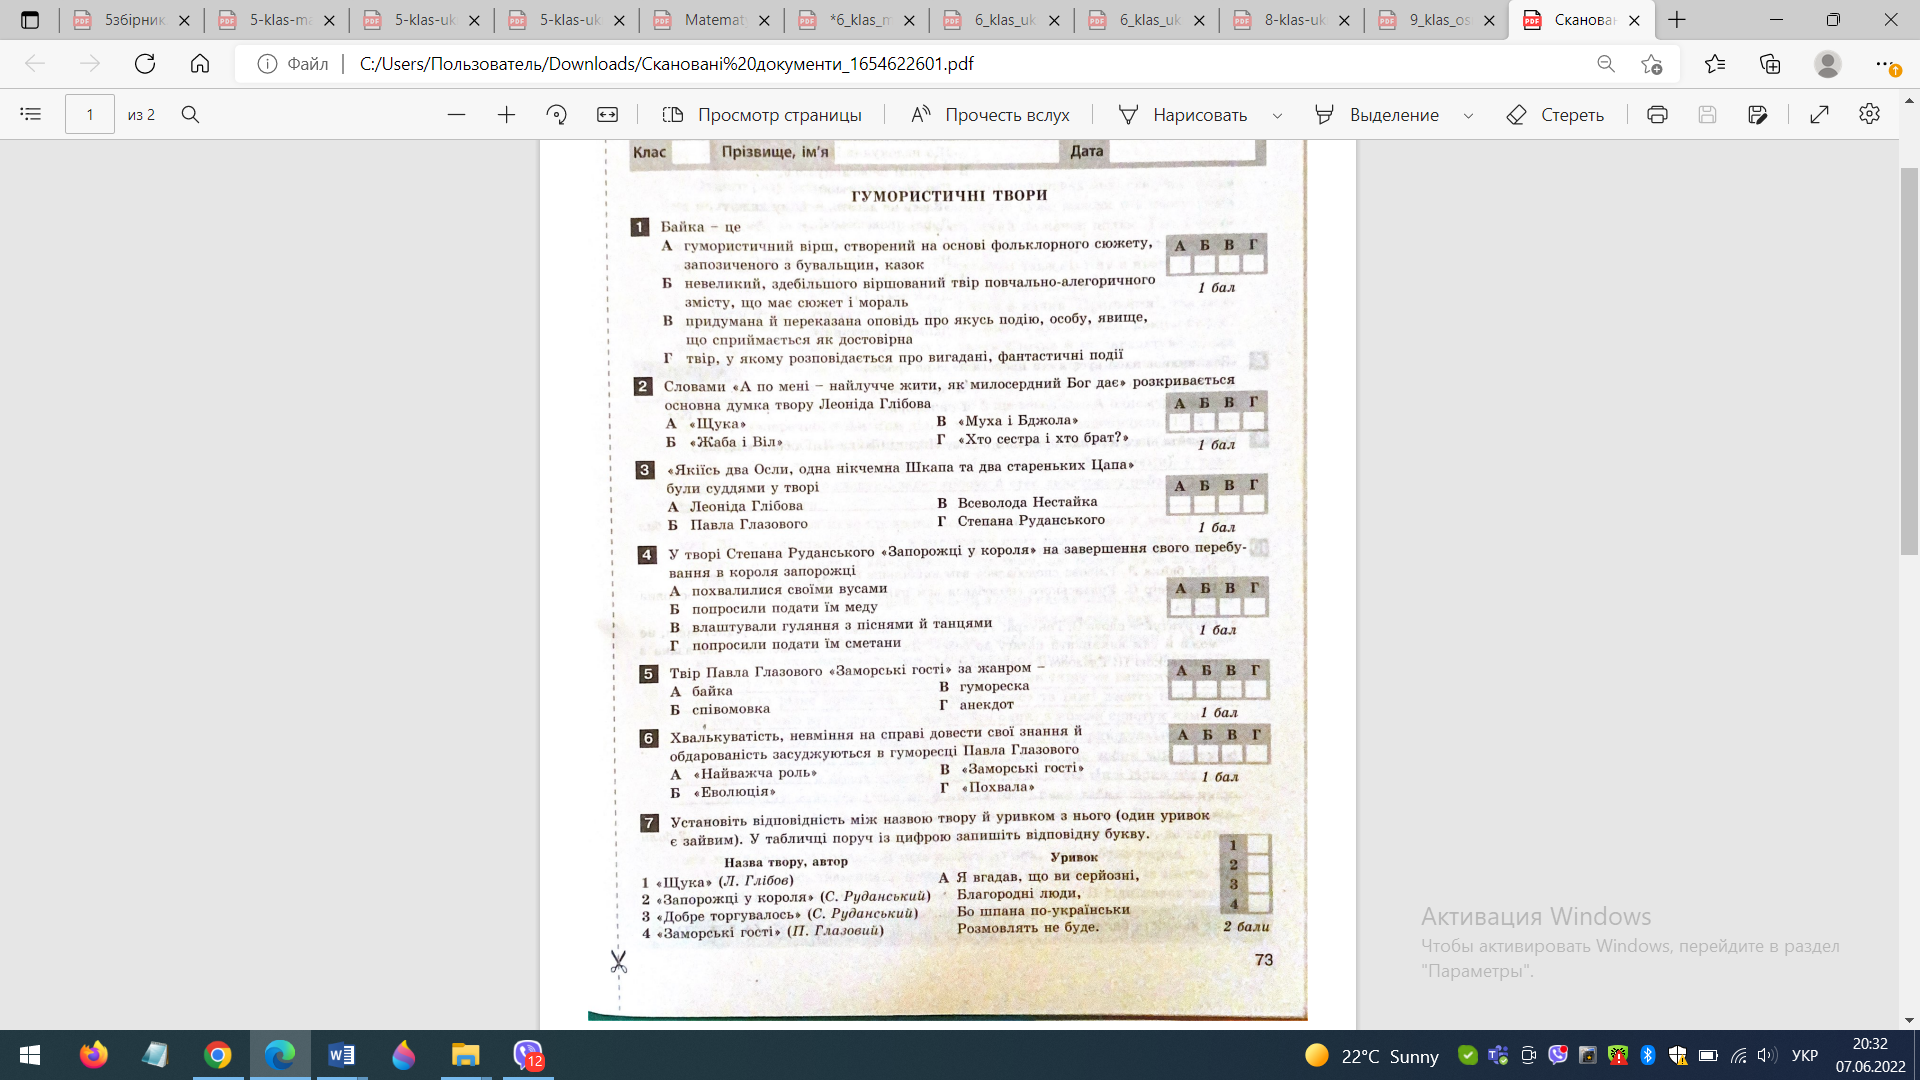 5збірник.
5-klas-ma
5-klas-uk
5-klas-uk
Matemat
*6_klas_m
6_klas_uk
6_klas_uk
8-klas-uk
9_klas_os
Сканован
Файл
C:/Users/Пользователь/Downloads/Скановані%20документи_1654622601.pdf
1 из 2
Просмотр страницы
Прочесть вслух
Нарисовать
Выделение
Стереть
Клас Прізвище, ім'я Дата
ГУМОРИСТИЧНІ ТВОРИ
1 Байка – це
А гумористичний вірш, створений на основі фольклорного сюжету,
запозиченого з бувальщин, казок
Б невеликий, здебільшого віршований твір повчально-алегоричного
змісту, що має сюжет і мораль
В придумана й переказана оповідь про якусь подію, особу, явище,
що сприймається як достовірна
Г твір, у якому розповідається про вигадані, фантастичні події
А Б В Г
1 бал
2 Словами «А по мені – найлучче жити, як милосердний Бог дає» розкривається
основна думка твору Леоніда Глібова
А «Щука» В «Муха і Бджола»
Б «Жаба і Віл» Г «Хто сестра і хто брат?»
А Б В Г
1 бал
3 «Якіїсь два Осли, одна нікчемна Шкапа та два стареньких Цапа»
були суддями у творі
А Леоніда Глібова В Всеволода Нестайка
Б Павла Глазового Г Степана Руданського
А Б В Г
1 бал
4 У творі Степана Руданського «Запорожці у короля» на завершення свого перебу-
вання в короля запорожці
А похвалилися своїми вусами
Б попросили подати їм меду
В влаштували гуляння з піснями й танцями
Г попросили подати їм сметани
А Б В Г
1 бал
5 Твір Павла Глазового «Заморські гості» за жанром –
А байка В гумореска
Б співомовка Г анекдот
А Б В Г
1 бал
6 Хвалькуватість, невміння на справі довести свої знання й
обдарованість засуджуються в гуморесці Павла Глазового
А «Найважча роль» В «Заморські гості»
Б «Еволюція» Г «Похвала»
А Б В Г
1 бал
7 Установіть відповідність між назвою твору й уривком з нього (один уривок
є зайвим). У табличці поруч із цифрою запишіть відповідну букву.
Назва твору, автор Уривок
1 «Щука» (Л. Глібов)
2 «Запорожці у короля» (С. Руданський)
3 «Добре торгувалось» (С. Руданський)
4 «Заморські гості» (П. Глазовий)
А Я вгадав, що ви серйозні,
Благородні люди,
Бо шпана по-українськи
Розмовлять не буде.
1
2
3
4
2 бали
73
Активация Windows
Чтобы активировать Windows, перейдите в раздел
"Параметры".
12
22°C Sunny
УКР
20:32
07.06.2022